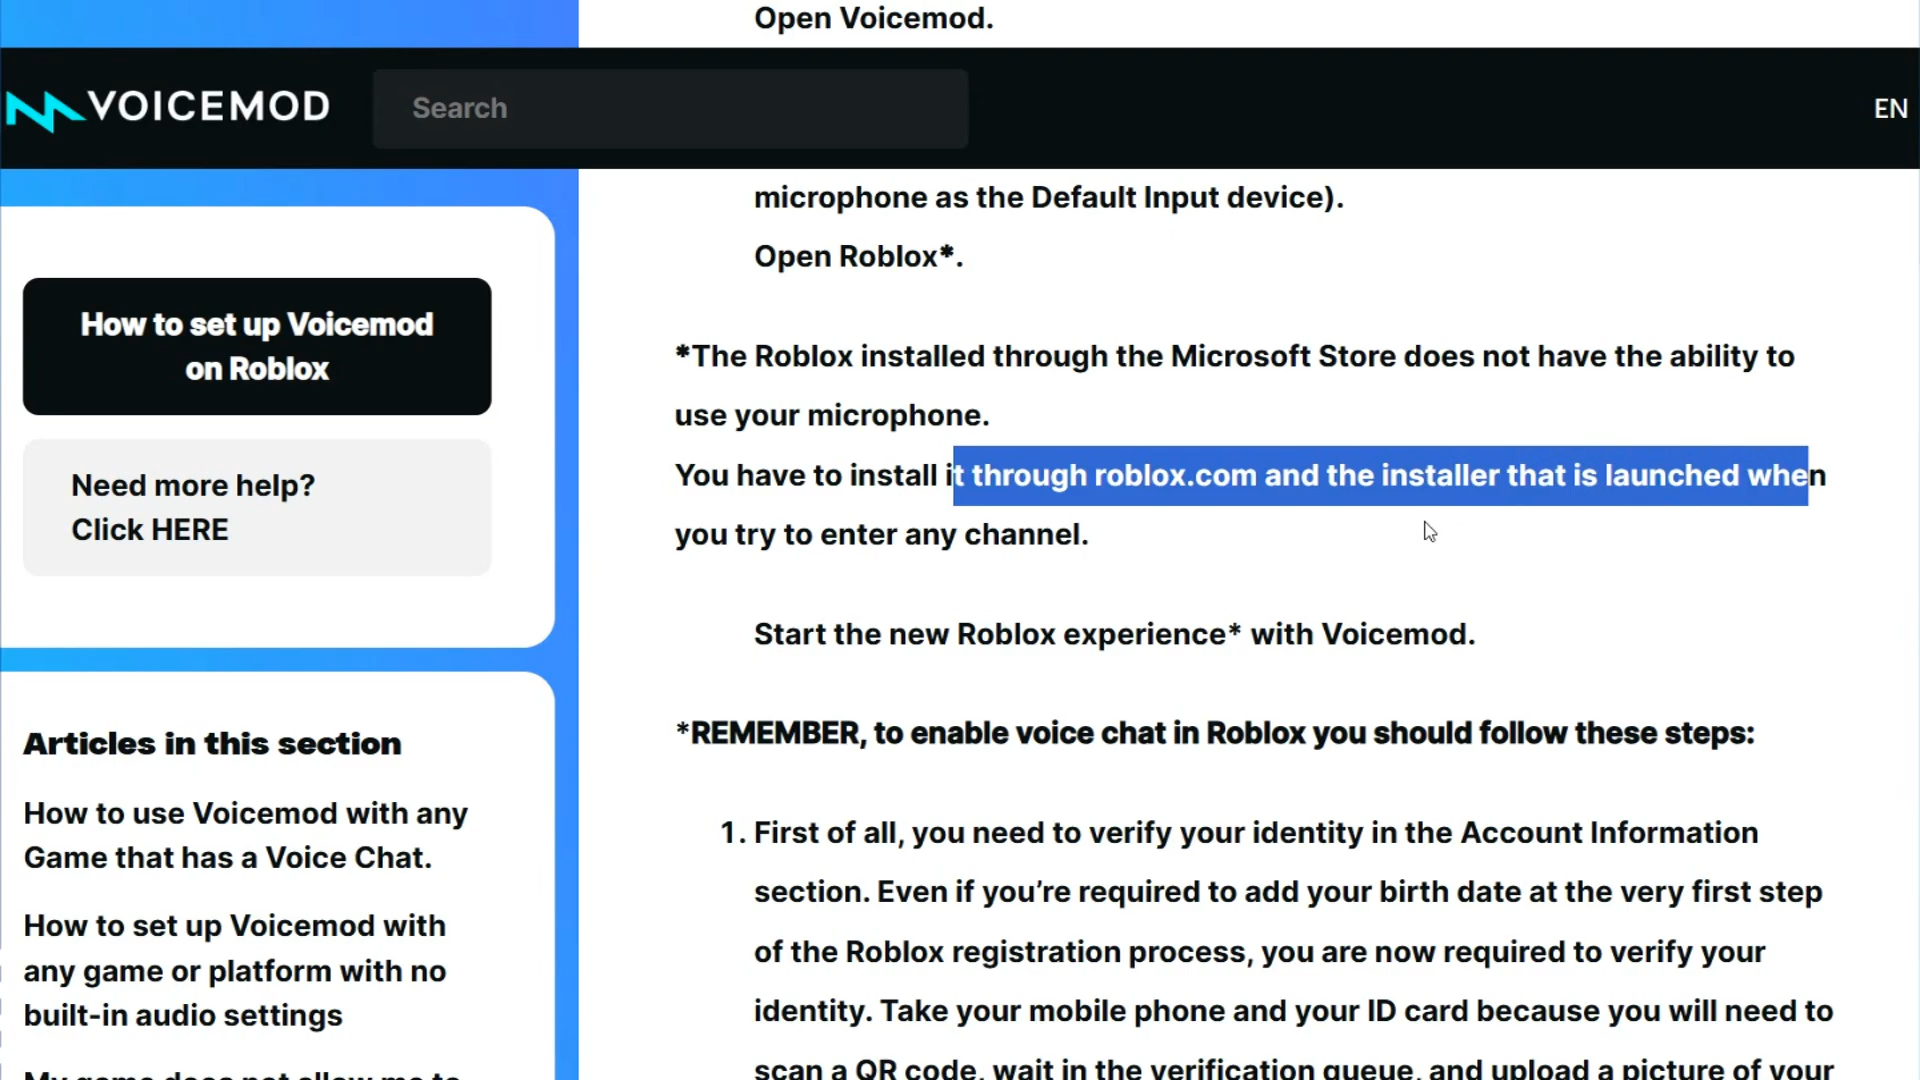 Open Voicemod.
VOICEMOD
Search
EN
microphone as the Default Input device).
Open Roblox*.
How to set up Voicemod
on Roblox
*The Roblox installed through the Microsoft Store does not have the ability to
use your microphone.
You have to install it through roblox.com and the installer that is launched when
you try to enter any channel.
Need more help?
Click HERE
Start the new Roblox experience* with Voicemod.
*REMEMBER, to enable voice chat in Roblox you should follow these steps:
Articles in this section
How to use Voicemod with any
Game that has a Voice Chat.
How to set up Voicemod with
any game or platform with no
built-in audio settings
My game does not allow me to
1. First of all, you need to verify your identity in the Account Information
section. Even if you’re required to add your birth date at the very first step
of the Roblox registration process, you are now required to verify your
identity. Take your mobile phone and your ID card because you will need to
scan a QR code, wait in the verification queue, and upload a picture of your